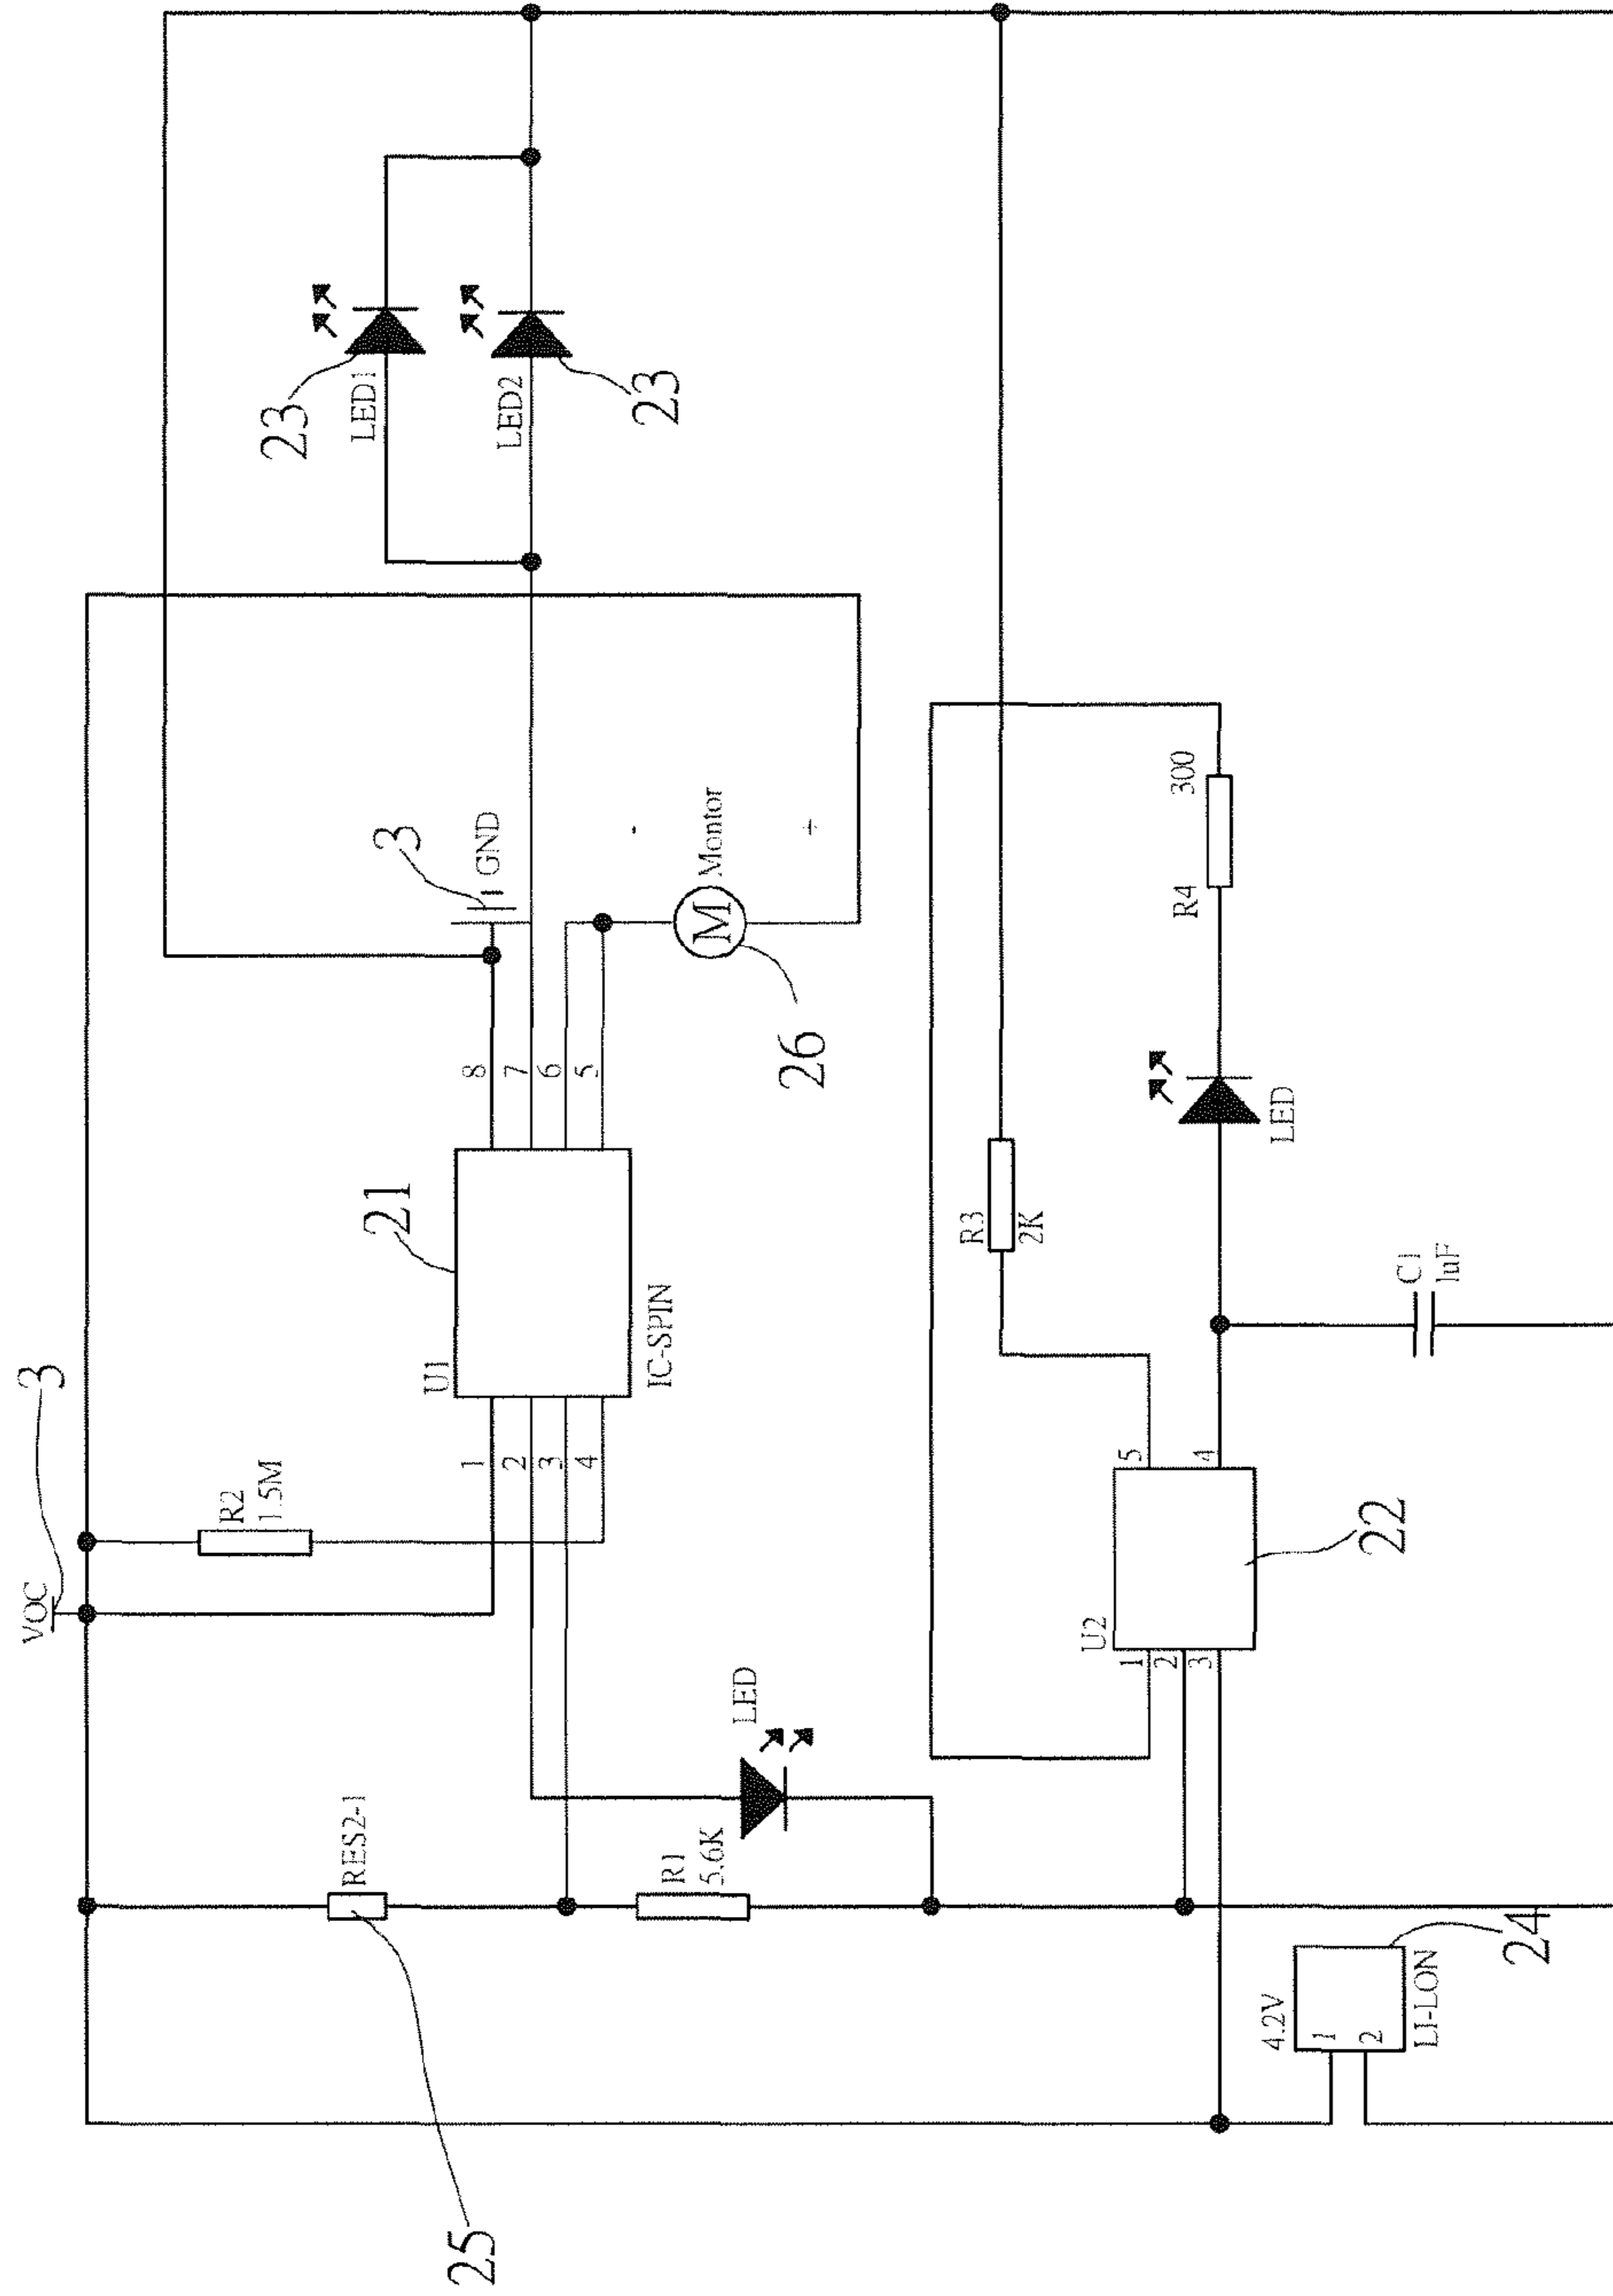 VOC
3
RES2-1
25
R2
1.5M
U1
21
IC-SPIN
1
2
3
4
8
7
6
5
3
GND
-
+
M
Montor
26
23
LED1
LED2
23
LED
R1
5.6K
U2
1
2
3
5
4
22
R3
2K
LED
R4
300
C1
1uF
4.2V
1
2
LI-LON
24